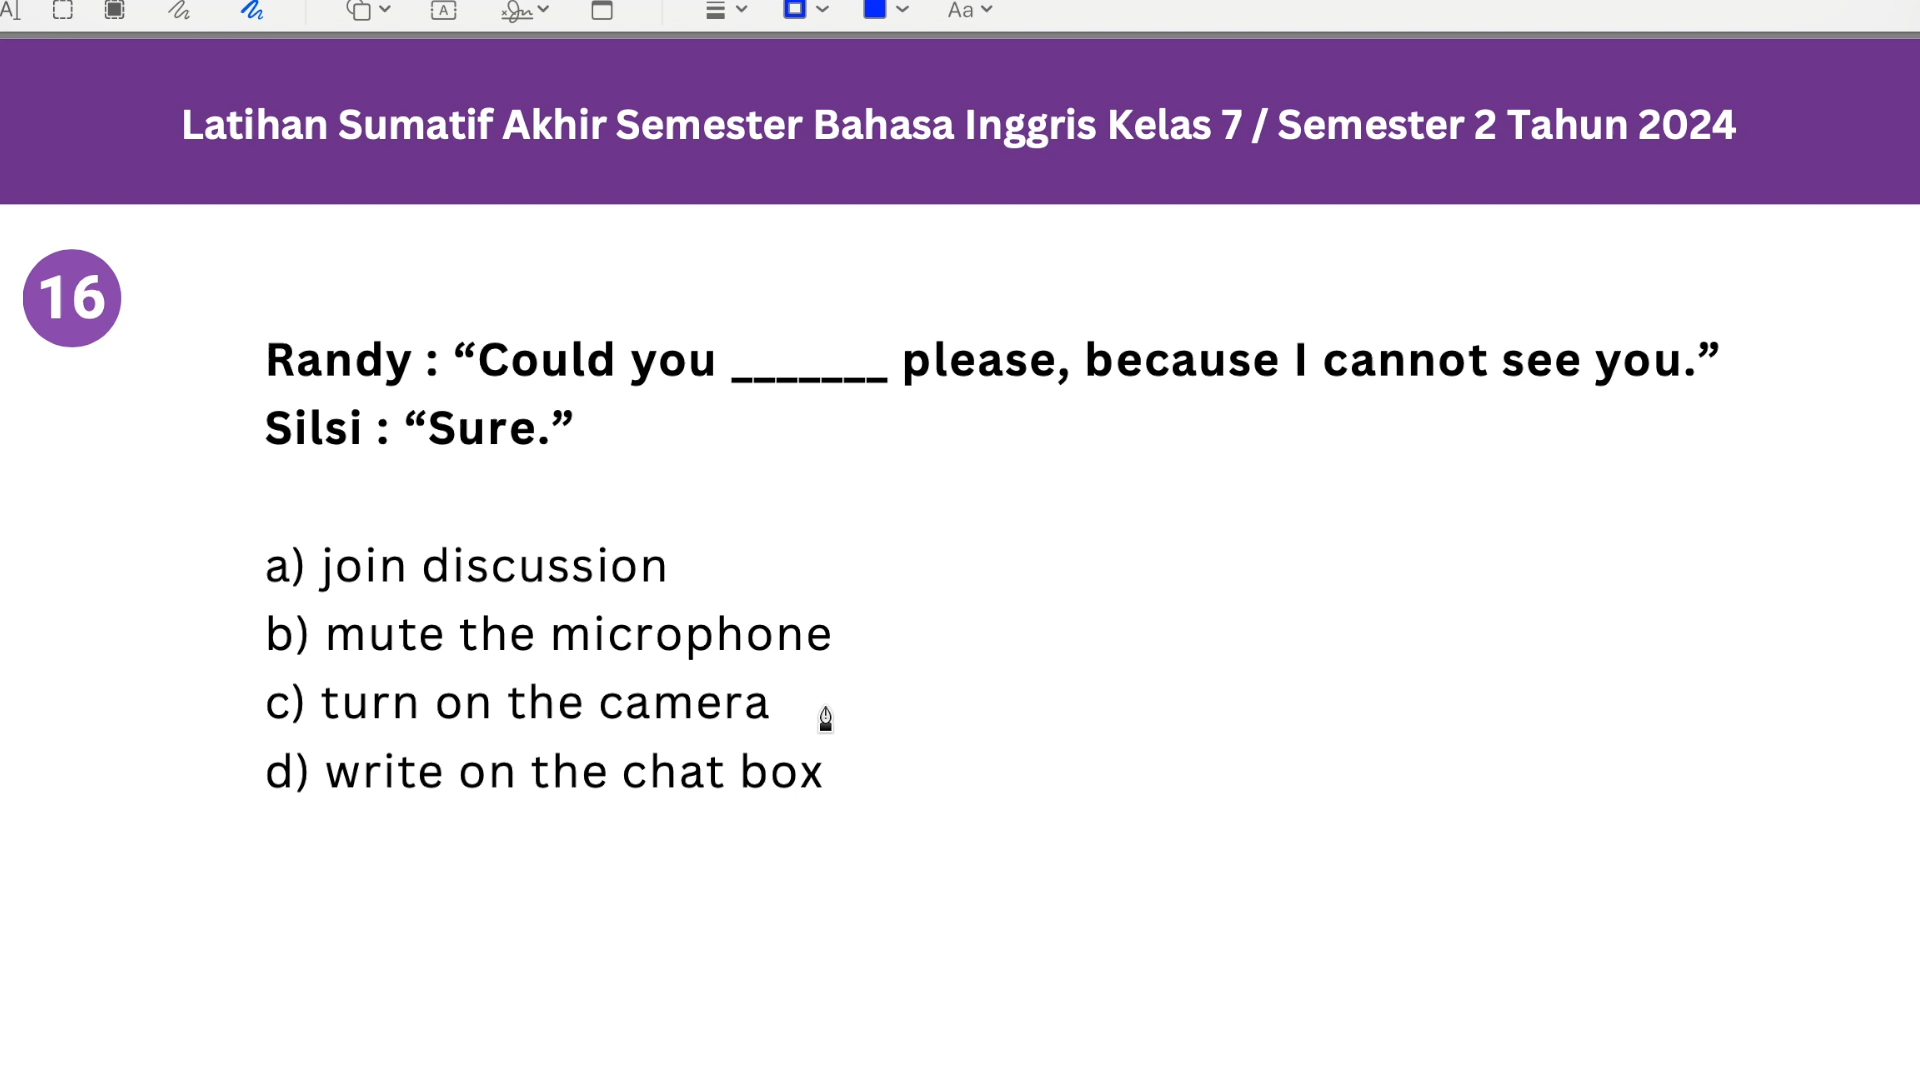 Latihan Sumatif Akhir Semester Bahasa Inggris Kelas 7 / Semester 2 Tahun 2024
16
Randy : “Could you _______ please, because I cannot see you.”
Silsi : “Sure.”
a) join discussion
b) mute the microphone
c) turn on the camera
d) write on the chat box